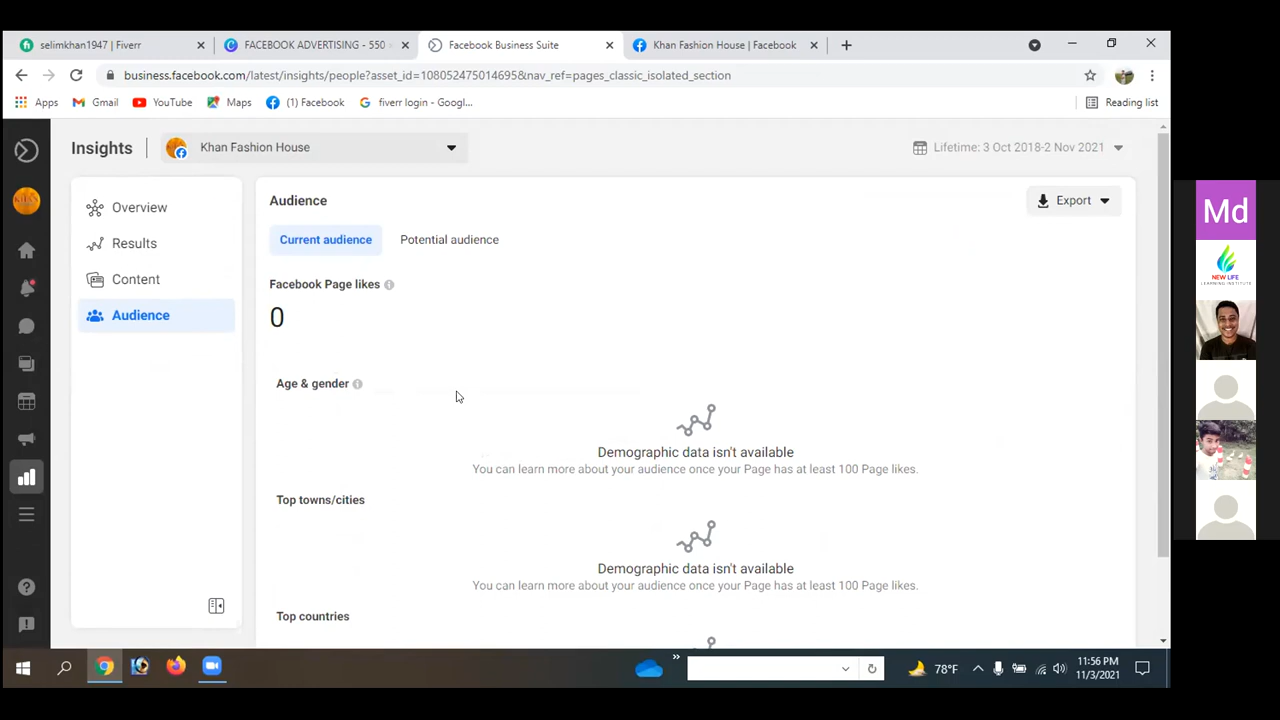 selimkhan1947 | Fiverr
FACEBOOK ADVERTISING - 550
Facebook Business Suite
Khan Fashion House | Facebook
business.facebook.com/latest/insights/people?asset_id=108052475014695&nav_ref=pages_classic_isolated_section
Apps
Gmail
YouTube
Maps
(1) Facebook
fiverr login - Googl...
Reading list
Insights
Khan Fashion House
Lifetime: 3 Oct 2018-2 Nov 2021
Overview
Results
Content
Audience
Audience
Export
Current audience
Potential audience
Facebook Page likes
0
Age & gender
Demographic data isn't available
You can learn more about your audience once your Page has at least 100 Page likes.
Top towns/cities
Demographic data isn't available
You can learn more about your audience once your Page has at least 100 Page likes.
Top countries
Md
NEW LIFE
LEARNING INSTITUTE
78°F
11:56 PM
11/3/2021